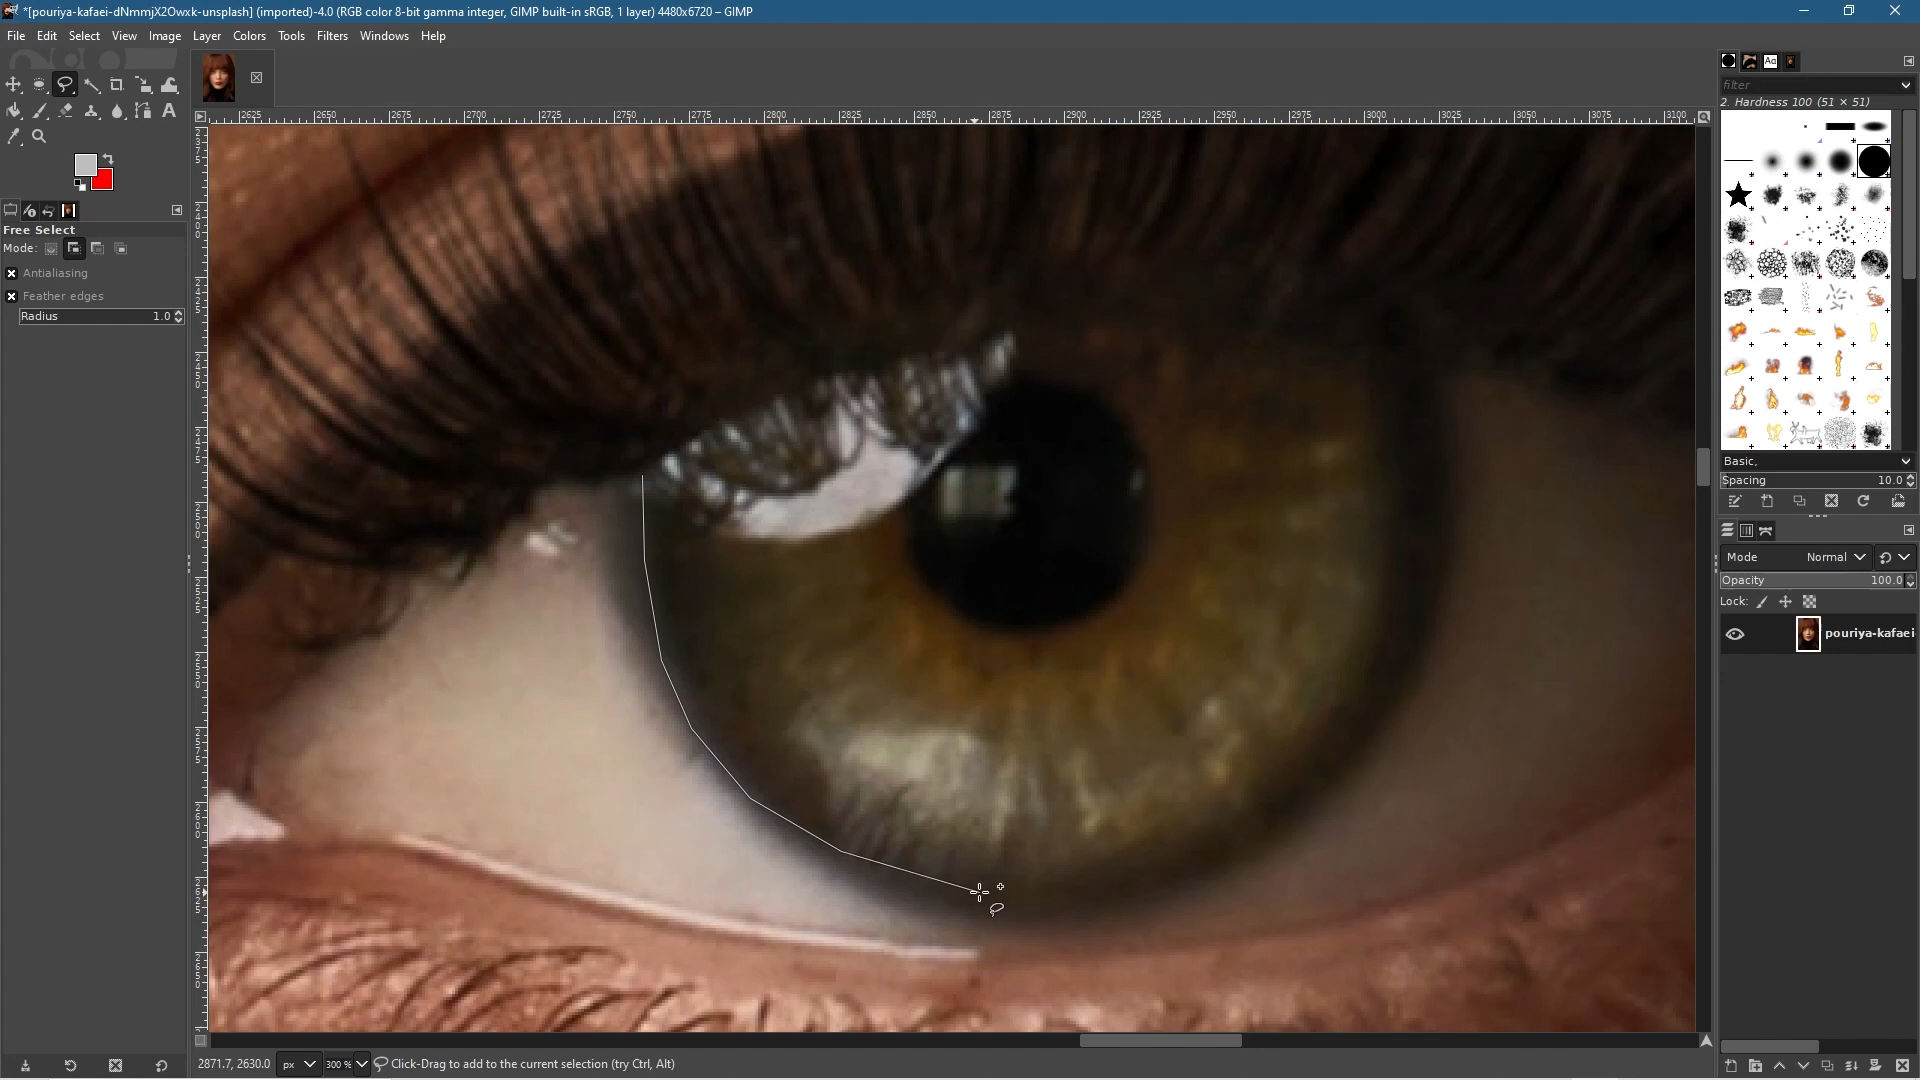 *[pouriya-kafaei-dNmmjX2Owxk-unsplash] (imported)-4.0 (RGB color 8-bit gamma integer, GIMP built-in sRGB, 1 layer) 4480x6720 – GIMP
File Edit Select View Image Layer Colors Tools Filters Windows Help
filter
2. Hardness 100 (51 × 51)
2625 2650 2675 2700 2725 2750 2775 2800 2825 2850 2875 2900 2925 2950 2975 3000 3025 3050 3075 3100
Free Select
Mode:
Antialiasing
Feather edges
Radius 1.0
Basic,
Spacing 10.0
Mode Normal
Opacity 100.0
Lock:
pouriya-kafaei-
2871.7, 2630.0 px 300 % Click-Drag to add to the current selection (try Ctrl, Alt)